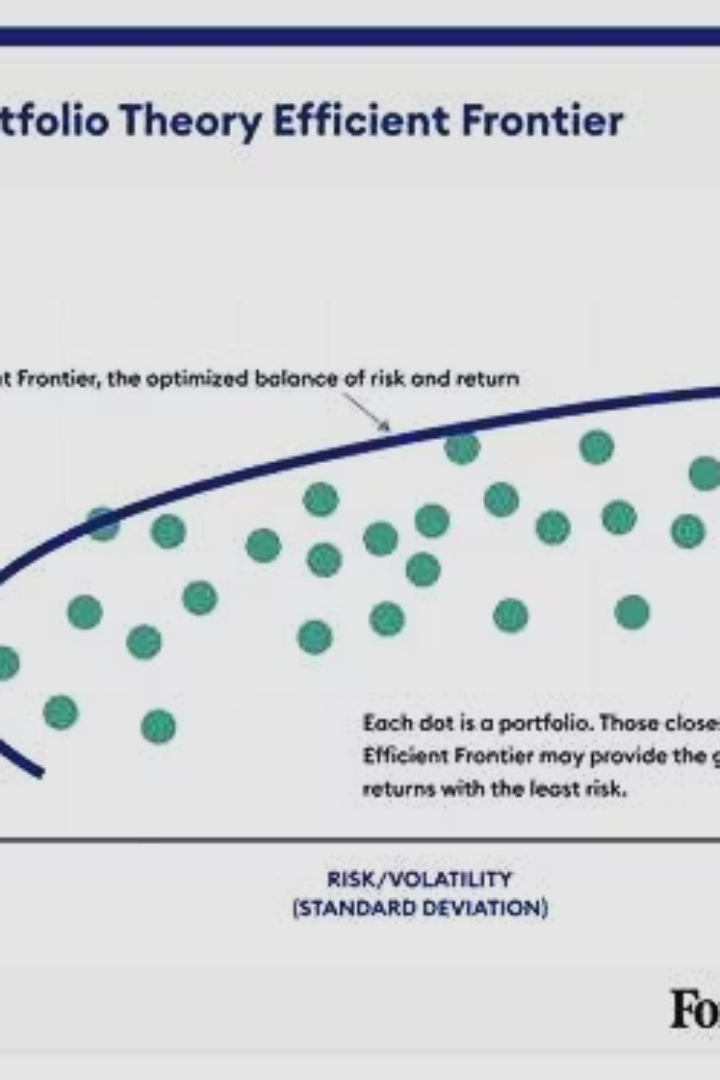 tfolio Theory Efficient Frontier
t Frontier, the optimized balance of risk and return
Each dot is a portfolio. Those close
Efficient Frontier may provide the g
returns with the least risk.
RISK/VOLATILITY
(STANDARD DEVIATION)
Fo